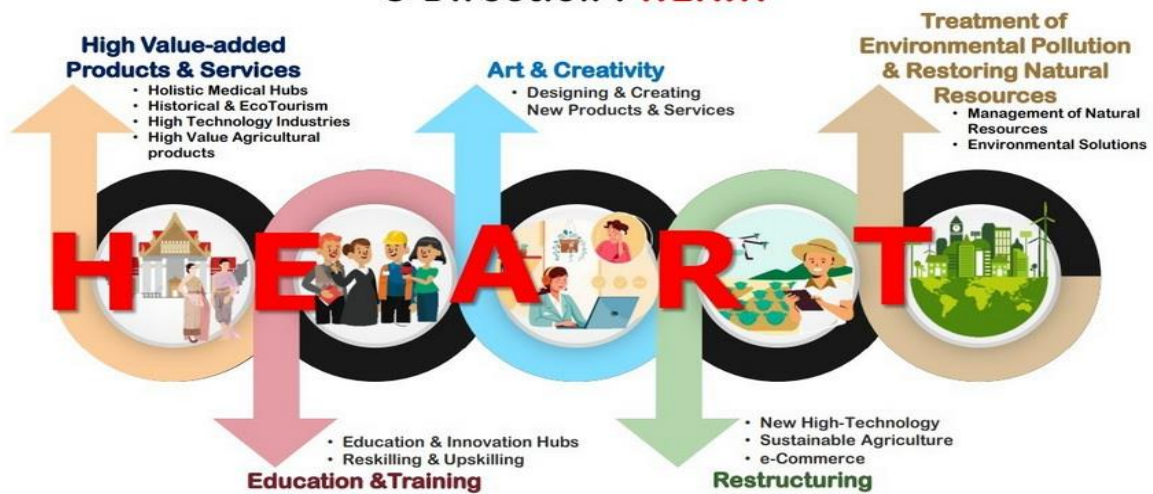 High Value-added
Products & Services
• Holistic Medical Hubs
• Historical & EcoTourism
• High Technology Industries
• High Value Agricultural
products
Art & Creativity
• Designing & Creating
New Products & Services
Treatment of
Environmental Pollution
& Restoring Natural
Resources
• Management of Natural
Resources
• Environmental Solutions
HEART
• Education & Innovation Hubs
• Reskilling & Upskilling
Education &Training
• New High-Technology
• Sustainable Agriculture
• e-Commerce
Restructuring